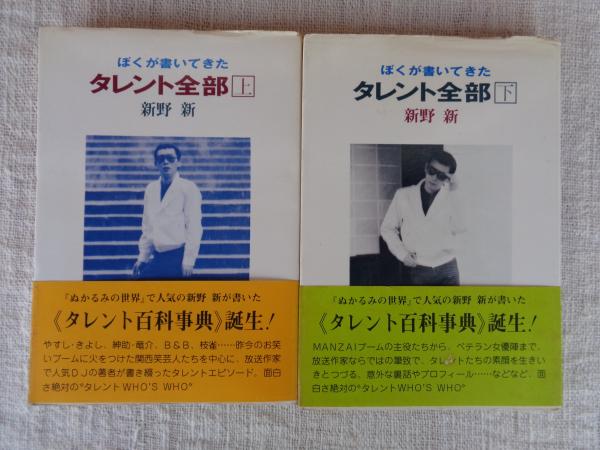 ぼくが書いてきた
タレント全部上
新野 新
『ぬかるみの世界』で人気の新野 新が書いた
《タレント百科事典》誕生!
やすし・きよし、紳助・竜介、B&B、枝雀……昨今のお笑
いブームに火をつけた関西笑芸人たちを中心に、放送作家
で人気DJの著者が書き綴ったタレントエピソード。面白
さ絶対の"タレントWHO'S WHO"
ぼくが書いてきた
タレント全部下
新野 新
『ぬかるみの世界』で人気の新野 新が書いた
《タレント百科事典》誕生!
MANZAIブームの主役たちから、ベテラン女優陣まで。
放送作家ならではの筆致で、タレントたちの素顔を生きい
きとつづる。意外な裏話やプロフィール……などなど、面
白さ絶対の"タレントWHO'S WHO"